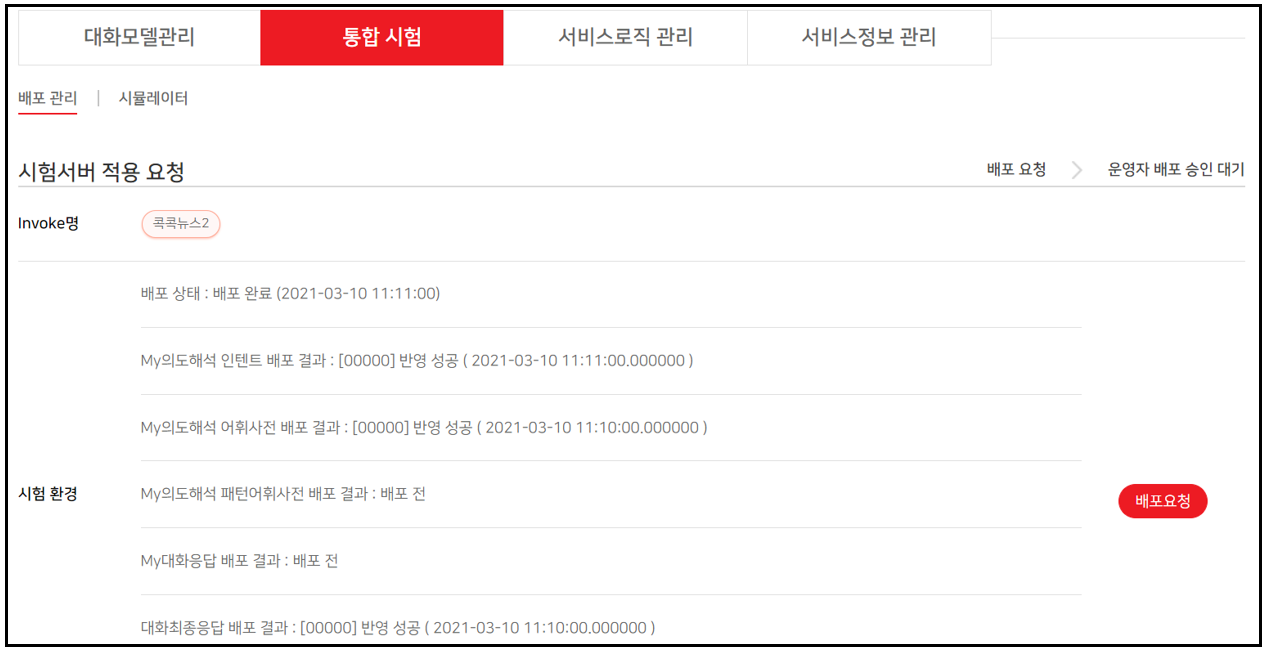 대화모델관리 통합 시험 서비스로직 관리 서비스정보 관리
배포 관리 | 시뮬레이터
시험서버 적용 요청 배포 요청 > 운영자 배포 승인 대기
Invoke명 콕콕뉴스2
배포 상태 : 배포 완료 (2021-03-10 11:11:00)
My의도해석 인텐트 배포 결과 : [00000] 반영 성공 ( 2021-03-10 11:11:00.000000 )
My의도해석 어휘사전 배포 결과 : [00000] 반영 성공 ( 2021-03-10 11:10:00.000000 )
시험 환경 My의도해석 패턴어휘사전 배포 결과 : 배포 전 배포요청
My대화응답 배포 결과 : 배포 전
대화최종응답 배포 결과 : [00000] 반영 성공 ( 2021-03-10 11:10:00.000000 )